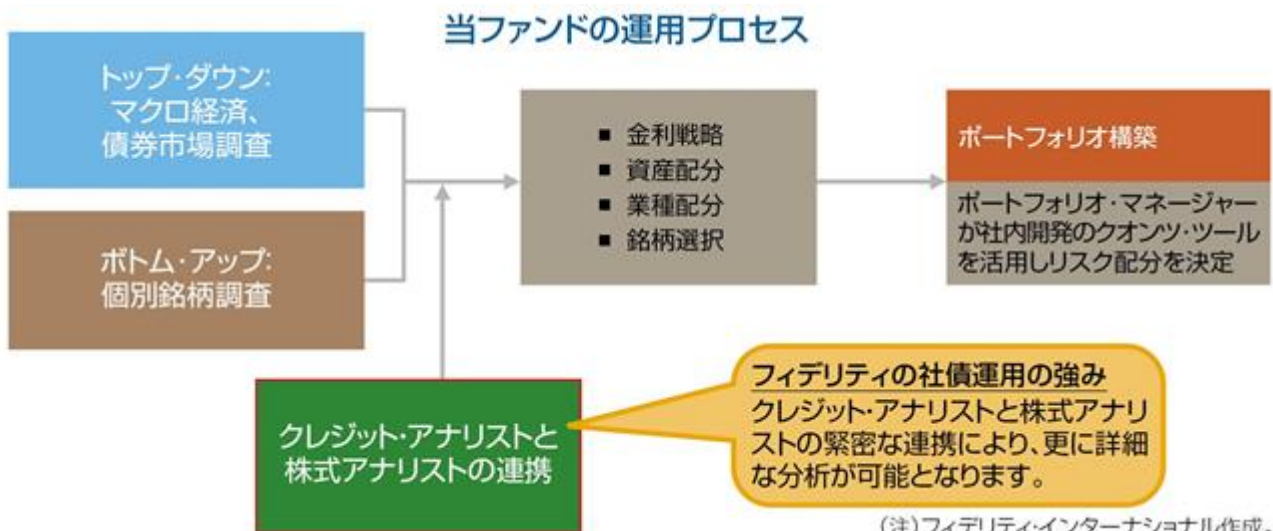 当ファンドの運用プロセス
トップ・ダウン:
マクロ経済、
債券市場調査
ボトム・アップ:
個別銘柄調査
クレジット・アナリストと
株式アナリストの連携
■ 金利戦略
■ 資産配分
■ 業種配分
■ 銘柄選択
ポートフォリオ構築
ポートフォリオ・マネージャー
が社内開発のクオンツ・ツール
を活用しリスク配分を決定
フィデリティの社債運用の強み
クレジット・アナリストと株式アナリ
ストの緊密な連携により、更に詳細
な分析が可能となります。
(注)フィデリティ・インターナショナル作成。